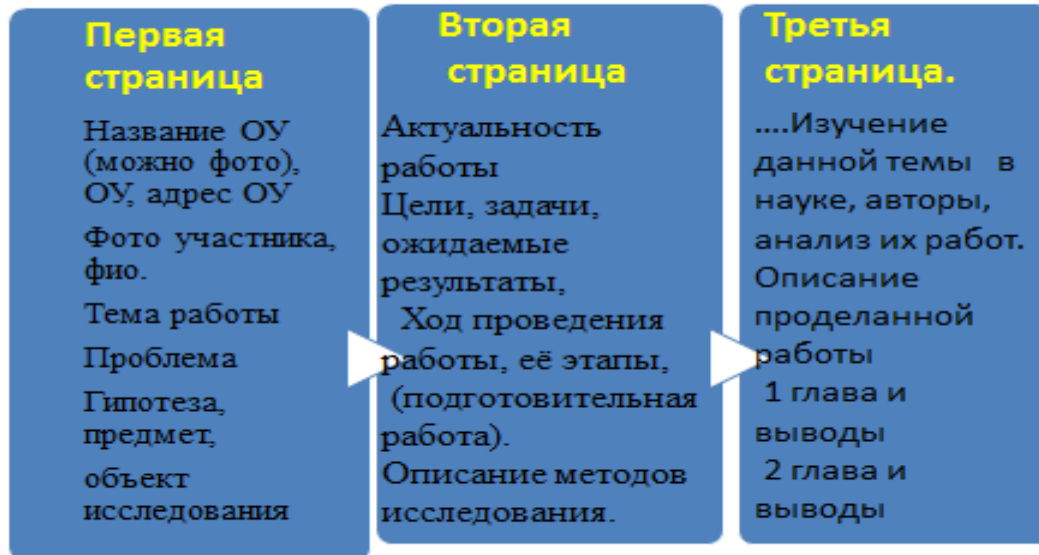 Первая
страница
Название ОУ
(можно фото),
ОУ, адрес ОУ
Фото участника,
фио.
Тема работы
Проблема
Гипотеза,
предмет,
объект
исследования
Вторая
страница
Актуальность
работы
Цели, задачи,
ожидаемые
результаты,
Ход проведения
работы, её этапы,
(подготовительная
работа).
Описание методов
исследования.
Третья
страница.
....Изучение
данной темы в
науке, авторы,
анализ их работ.
Описание
проделанной
работы
1 глава и
выводы
2 глава и
выводы